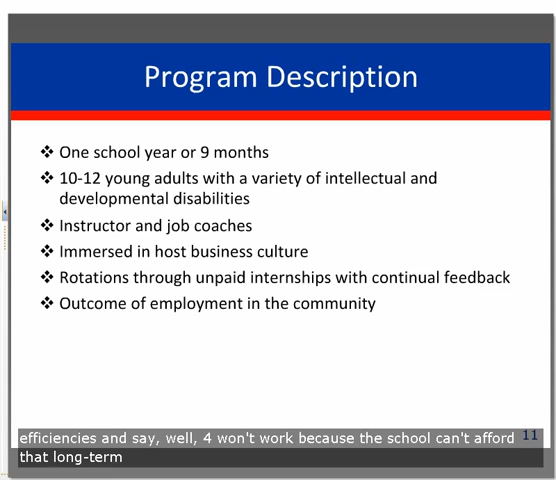 Program Description
❖ One school year or 9 months
❖ 10-12 young adults with a variety of intellectual and
developmental disabilities
❖ Instructor and job coaches
❖ Immersed in host business culture
❖ Rotations through unpaid internships with continual feedback
❖ Outcome of employment in the community
efficiencies and say, well, 4 won't work because the school can't afford
that long-term
11